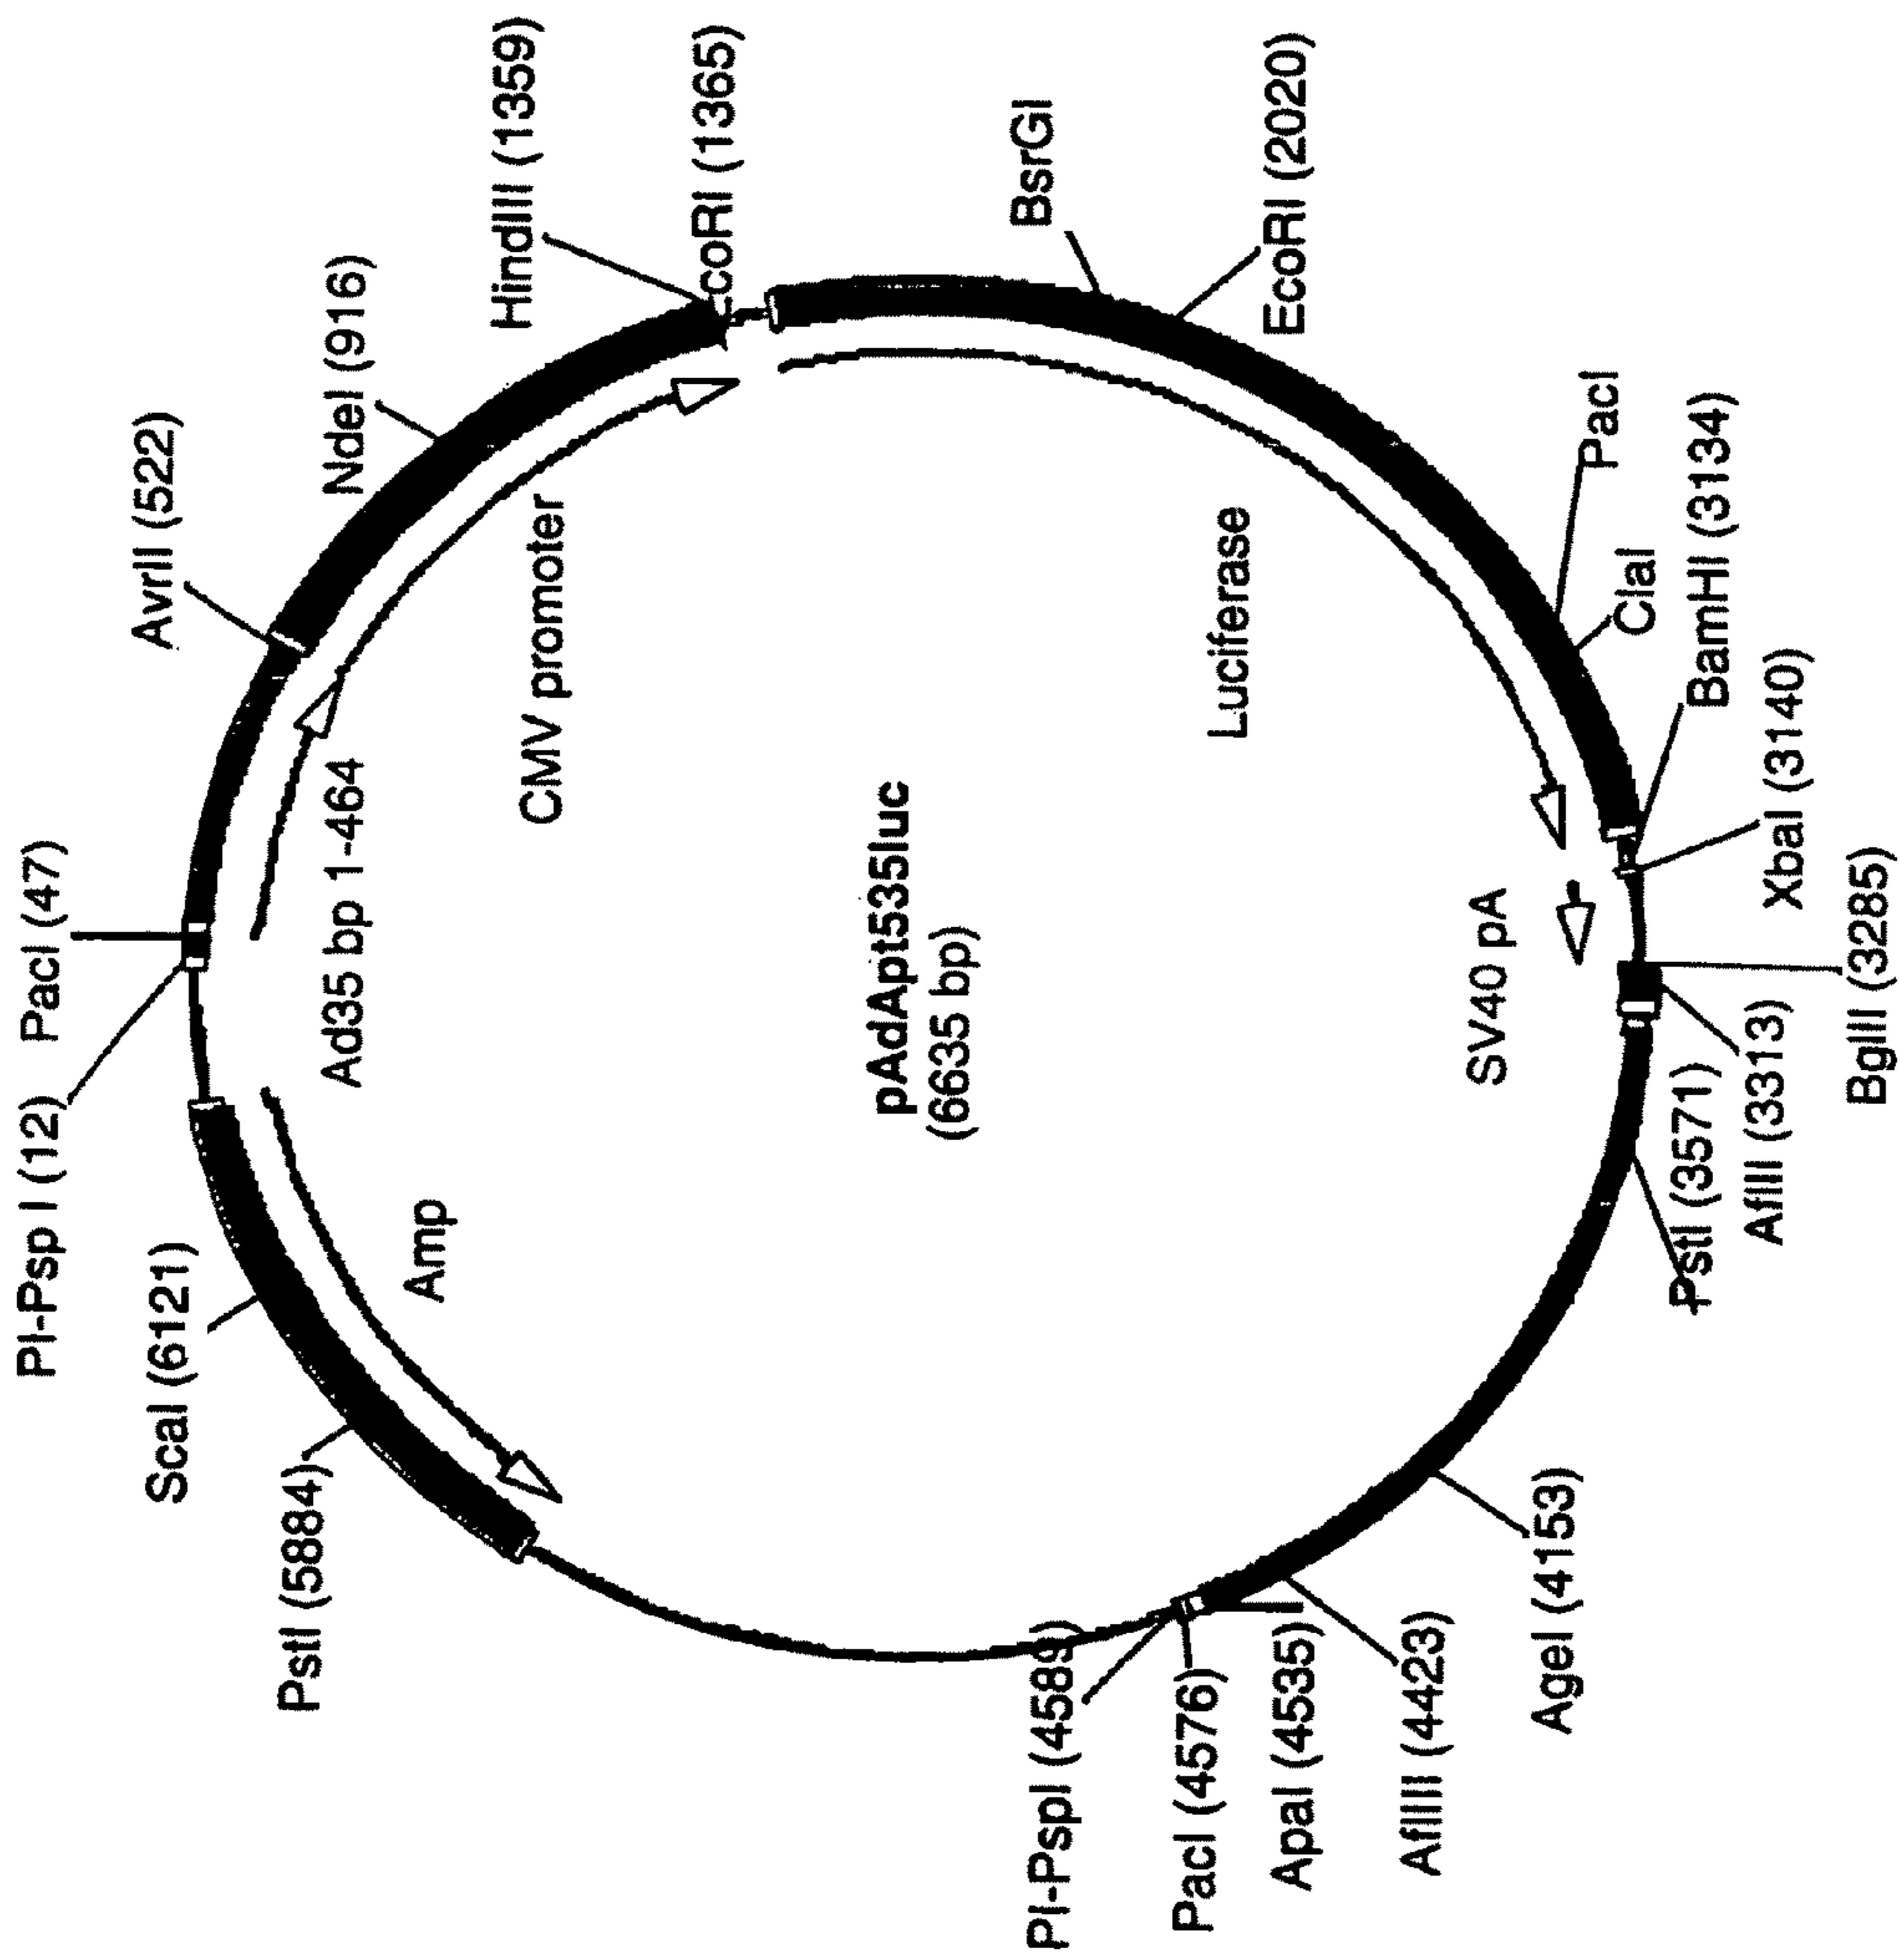 PI-Psp I (12)
PacI (47)
AvrII (522)
NdeI (916)
HindIII (1359)
EcoRI (1365)
BsrGI
EcoRI (2020)
PacI
ClaI
BamHI (3134)
XbaI (3140)
BglII (3285)
AflII (3313)
PstI (3571)
AgeI (4153)
AflIII (4423)
ApaI (4535)
PacI (4576)
PI-PspI (4589)
PstI (5884)
ScaI (6121)
Ad35 bp 1-464
CMV promoter
Luciferase
SV40 pA
Amp
pAdApt535luc
(6635 bp)